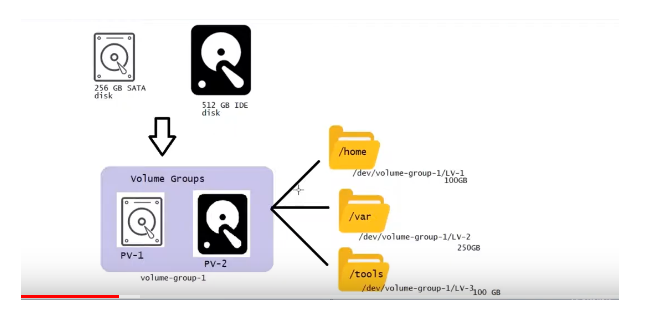 256 GB SATA
disk
512 GB IDE
disk
Volume Groups
PV-1
PV-2
volume-group-1
/home
/dev/volume-group-1/LV-1
100GB
/var
/dev/volume-group-1/LV-2
250GB
/tools
/dev/volume-group-1/LV-3
100 GB